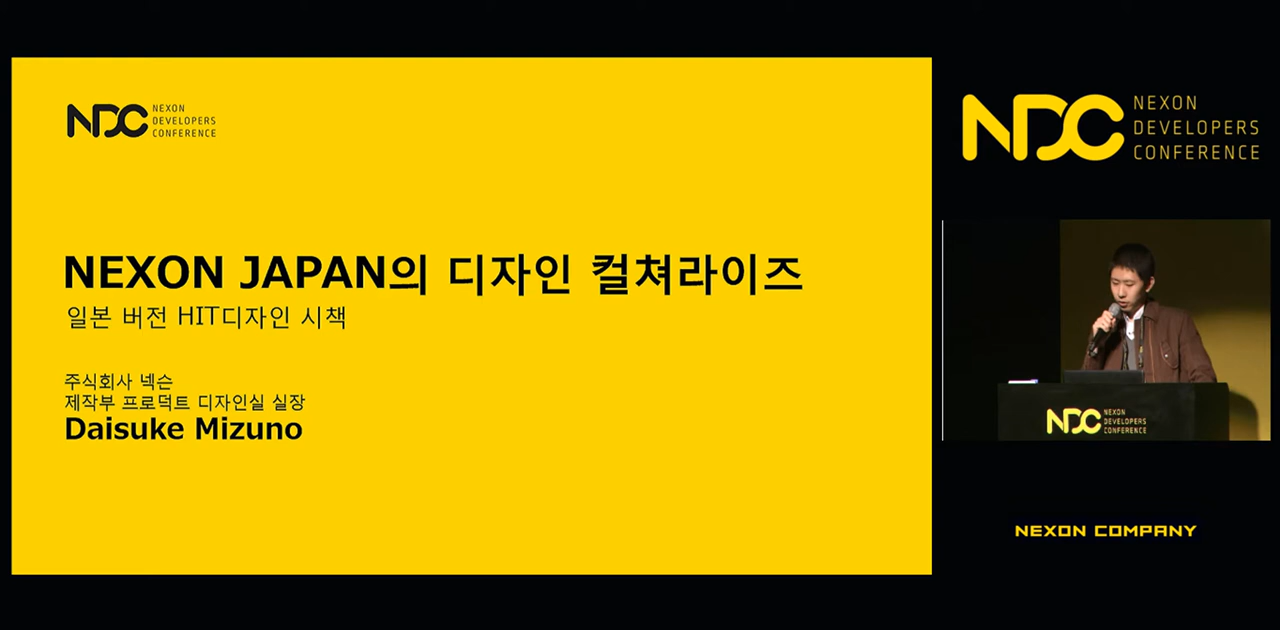 NDC NEXON
DEVELOPERS
CONFERENCE
NEXON JAPAN의 디자인 컬쳐라이즈
일본 버전 HIT디자인 시책
주식회사 넥슨
제작부 프로덕트 디자인실 실장
Daisuke Mizuno
NDC NEXON
DEVELOPERS
CONFERENCE
NDC NEXON
DEVELOPERS
CONFERENCE
NEXON COMPANY